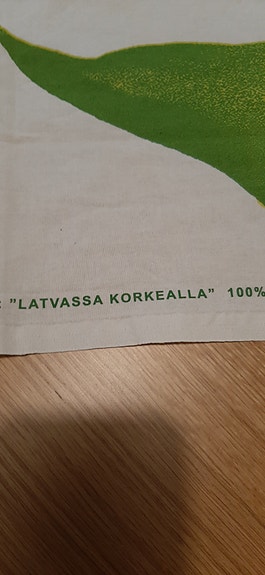 : ”LATVASSA KORKEALLA” 100%